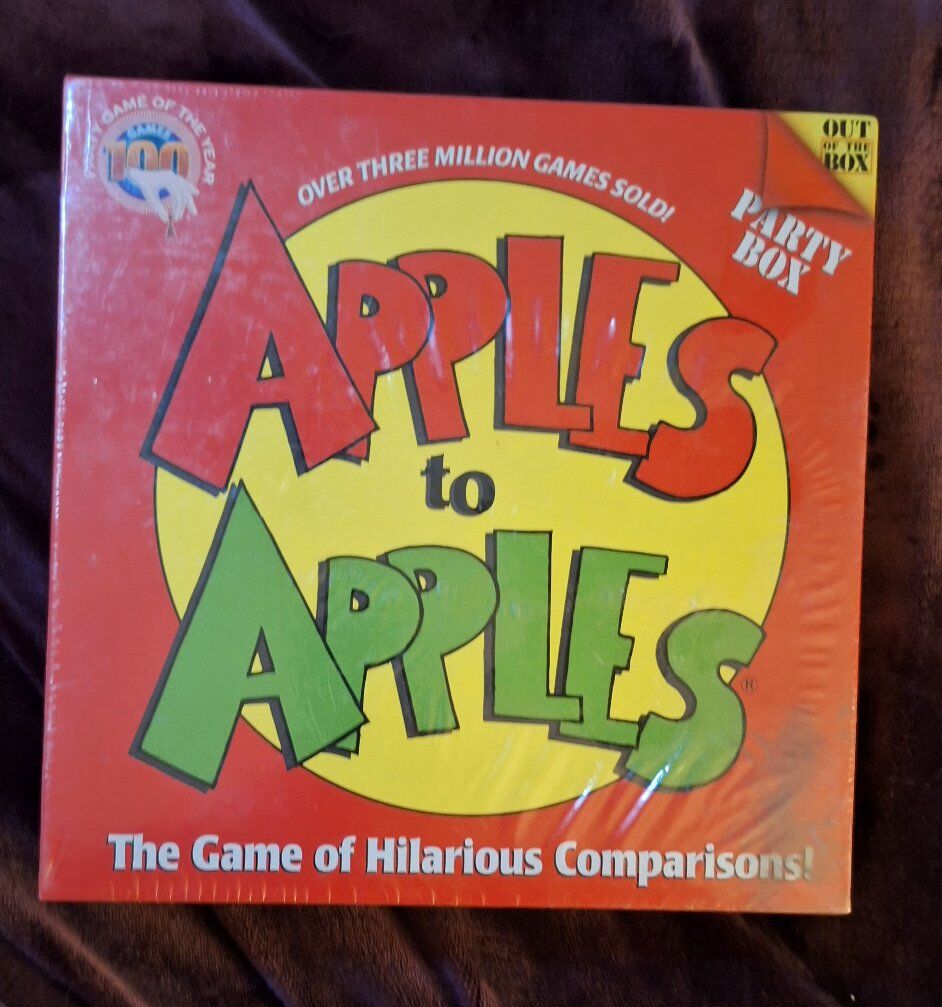 GAME OF THE YEAR
GAMES
100
OVER THREE MILLION GAMES SOLD!
OUT
OF THE
BOX
PARTY
BOX
APPLES
to
APPLES®
The Game of Hilarious Comparisons!